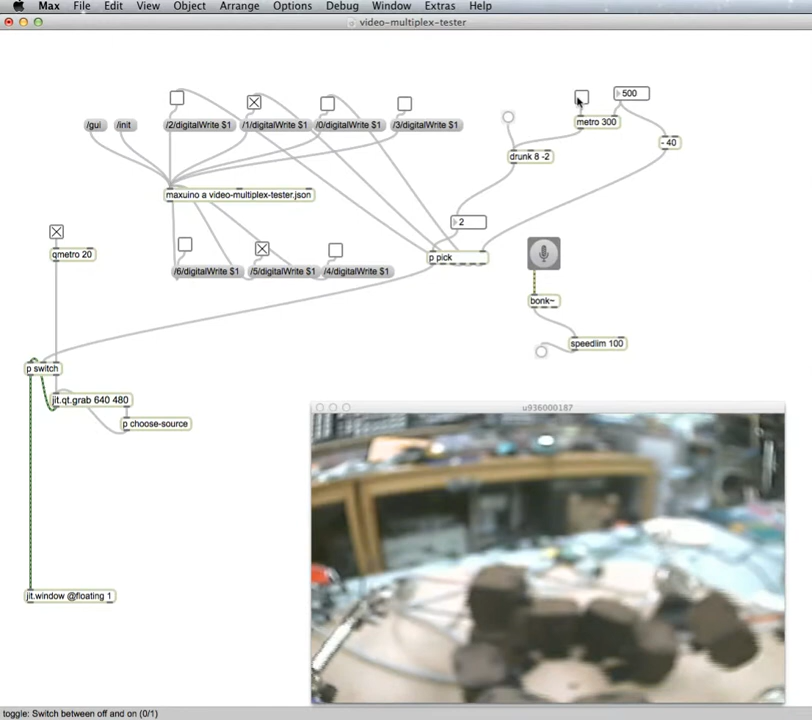 Max File Edit View Object Arrange Options Debug Window Extras Help
video-multiplex-tester
500
/gui
/init
/2/digitalWrite $1
/1/digitalWrite $1
/0/digitalWrite $1
/3/digitalWrite $1
metro 300
- 40
drunk 8 -2
maxuino a video-multiplex-tester.json
2
qmetro 20
p pick
/6/digitalWrite $1
/5/digitalWrite $1
/4/digitalWrite $1
bonk~
speedlim 100
p switch
jit.qt.grab 640 480
u936000187
p choose-source
jit.window @floating 1
toggle: Switch between off and on (0/1)